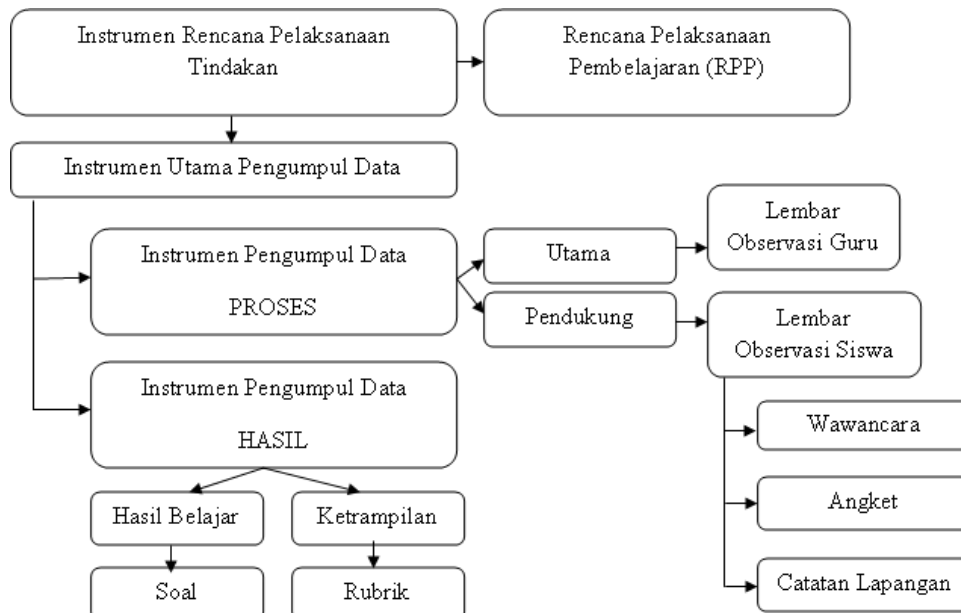 Instrumen Rencana Pelaksanaan
Tindakan
Rencana Pelaksanaan
Pembelajaran (RPP)
Instrumen Utama Pengumpul Data
Instrumen Pengumpul Data
PROSES
Utama
Lembar
Observasi Guru
Pendukung
Lembar
Observasi Siswa
Instrumen Pengumpul Data
HASIL
Wawancara
Angket
Catatan Lapangan
Hasil Belajar
Ketrampilan
Soal
Rubrik